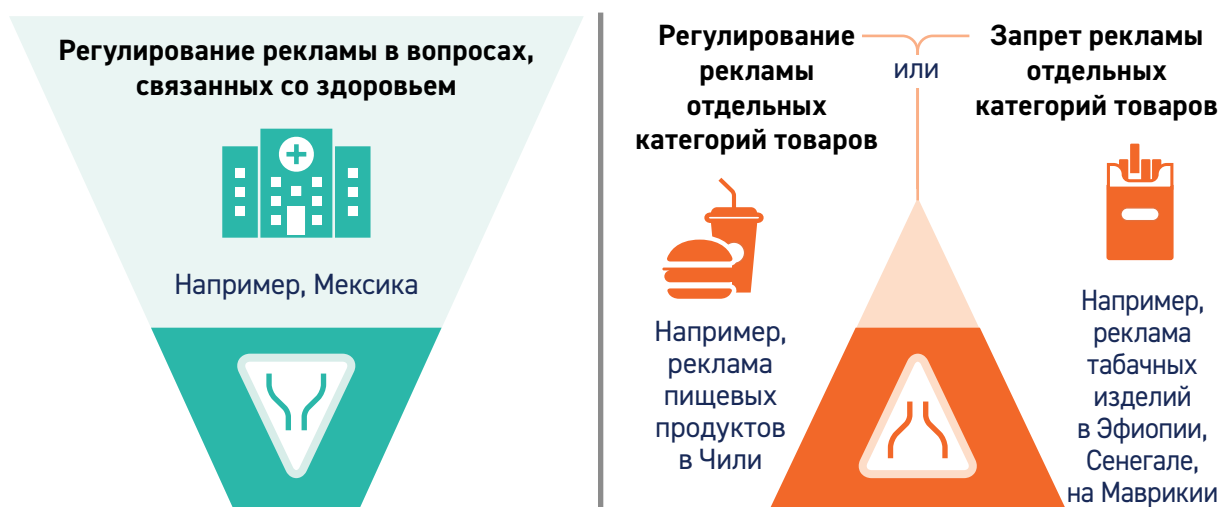 Регулирование рекламы в вопросах,
связанных со здоровьем
Например, Мексика
Регулирование
рекламы
отдельных
категорий товаров
или
Запрет рекламы
отдельных
категорий товаров
Например,
реклама
пищевых
продуктов
в Чили
Например,
реклама
табачных
изделий
в Эфиопии,
Сенегале,
на Маврикии